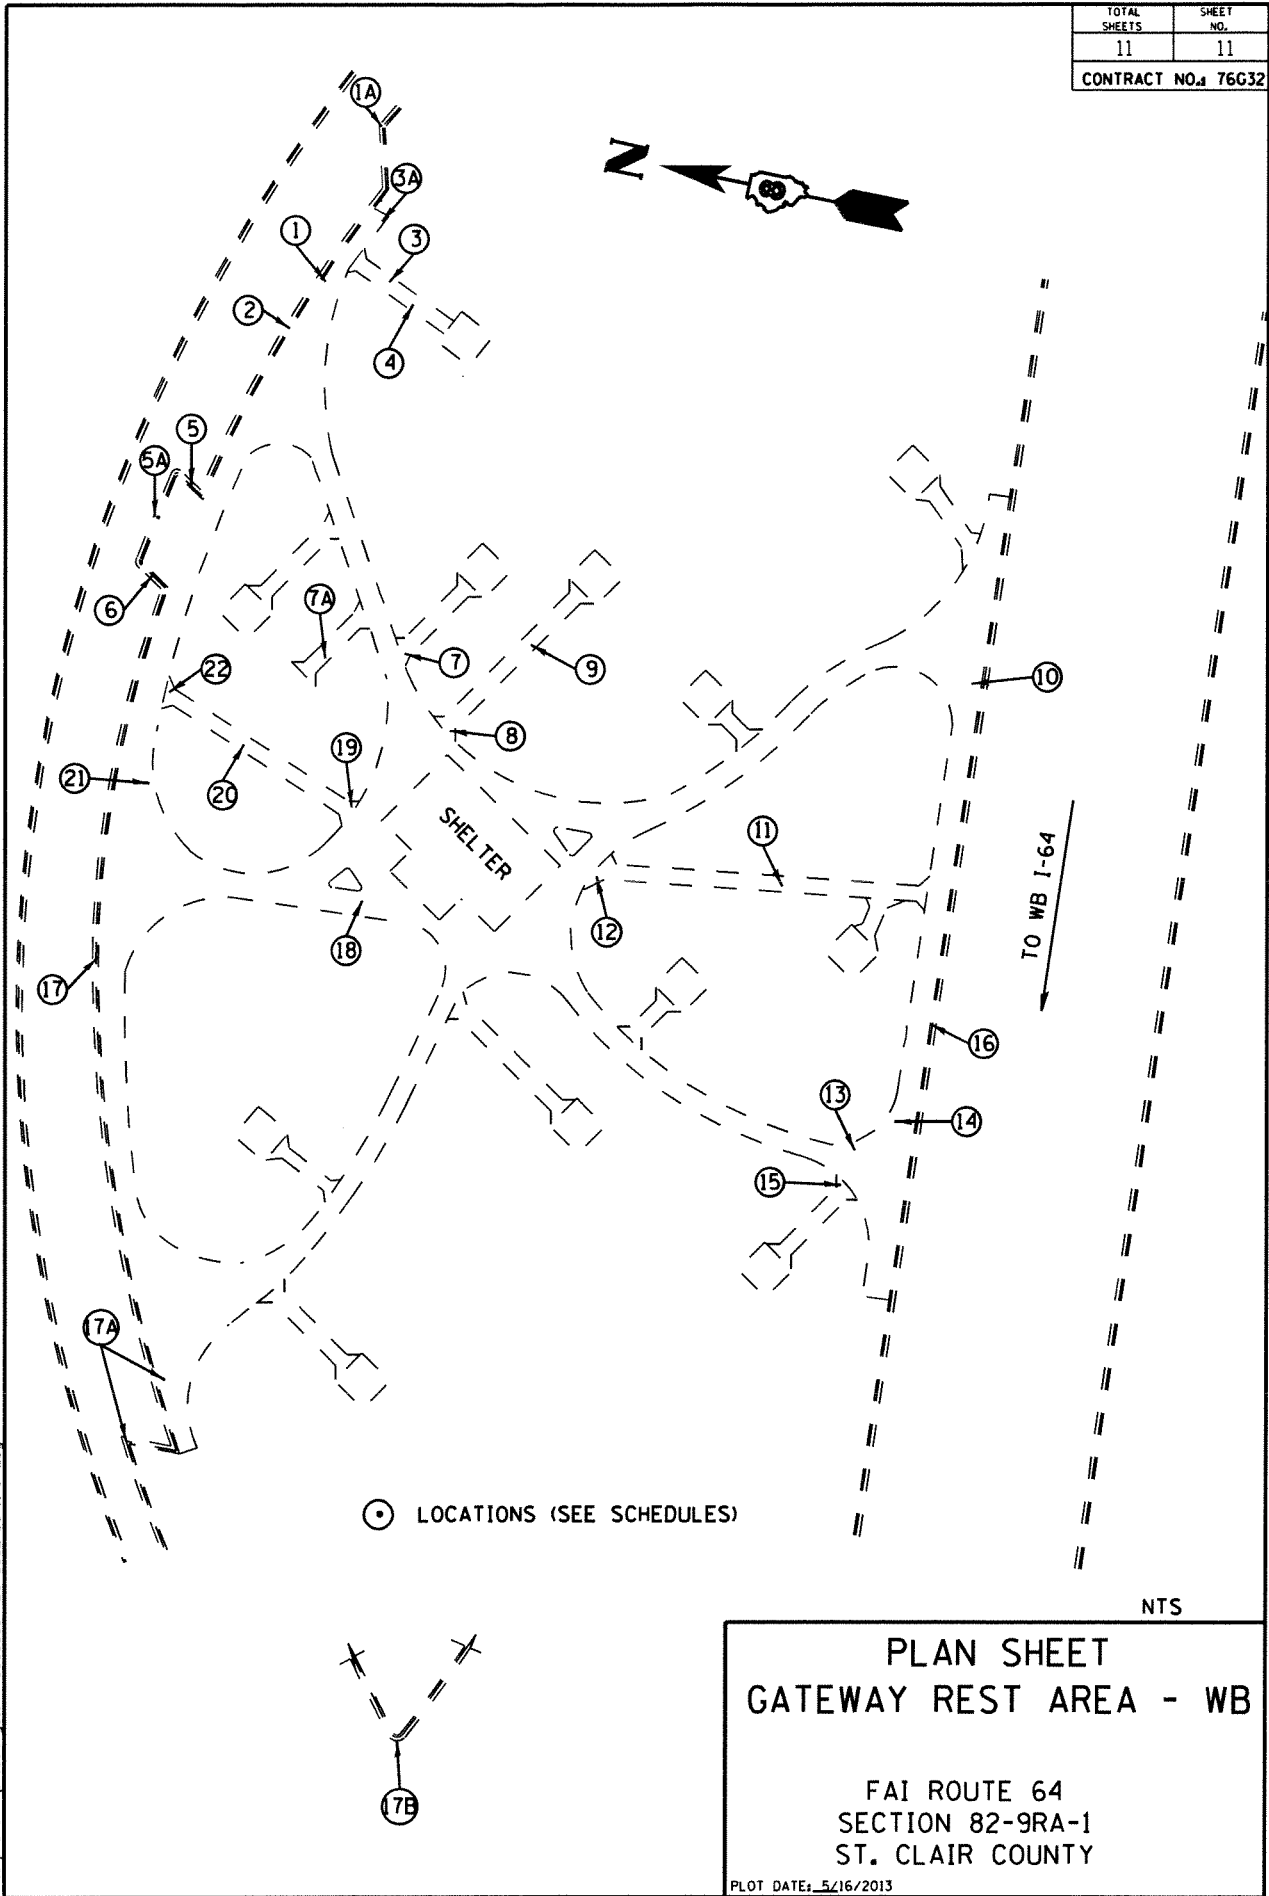 TOTAL SHEETS
SHEET NO.
11
11
CONTRACT NO.: 76G32
1A
N
3A
1
3
2
4
5
5A
6
7A
7
9
22
10
8
19
21
20
SHELTER
11
TO WB I-64
12
18
17
16
13
14
15
17A
LOCATIONS (SEE SCHEDULES)
NTS
17B
PLAN SHEET
GATEWAY REST AREA - WB
FAI ROUTE 64
SECTION 82-9RA-1
ST. CLAIR COUNTY
PLOT DATE: 5/16/2013